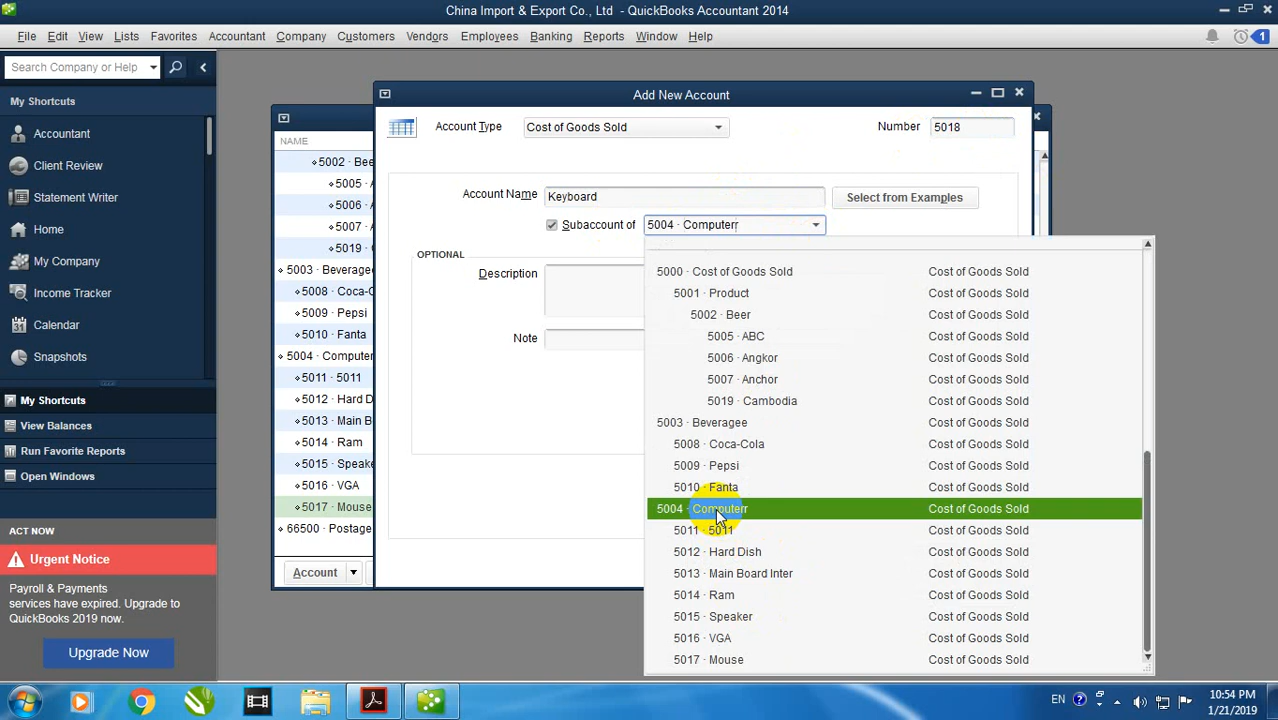 China Import & Export Co., Ltd - QuickBooks Accountant 2014
File Edit View Lists Favorites Accountant Company Customers Vendors Employees Banking Reports Window Help
1
Search Company or Help
My Shortcuts
Accountant
Client Review
Statement Writer
Home
My Company
Income Tracker
Calendar
Snapshots
My Shortcuts
View Balances
Run Favorite Reports
Open Windows
ACT NOW
Urgent Notice
Payroll & Payments
services have expired. Upgrade to
QuickBooks 2019 now.
Upgrade Now
NAME
5002 · Bee
5005 · A
5006 · A
5007 · A
5019 · C
5003 · Beveragee
5008 · Coca-C
5009 · Pepsi
5010 · Fanta
5004 · Computerr
5011 · 5011
5012 · Hard D
5013 · Main B
5014 · Ram
5015 · Speake
5016 · VGA
5017 · Mouse
66500 · Postage
Account
Add New Account
Account Type Cost of Goods Sold Number 5018
Account Name Keyboard Select from Examples
Subaccount of 5004 · Computerr
OPTIONAL
Description
Note
5000 · Cost of Goods Sold Cost of Goods Sold
5001 · Product Cost of Goods Sold
5002 · Beer Cost of Goods Sold
5005 · ABC Cost of Goods Sold
5006 · Angkor Cost of Goods Sold
5007 · Anchor Cost of Goods Sold
5019 · Cambodia Cost of Goods Sold
5003 · Beveragee Cost of Goods Sold
5008 · Coca-Cola Cost of Goods Sold
5009 · Pepsi Cost of Goods Sold
5010 · Fanta Cost of Goods Sold
5004 · Computerr Cost of Goods Sold
5011 · 5011 Cost of Goods Sold
5012 · Hard Dish Cost of Goods Sold
5013 · Main Board Inter Cost of Goods Sold
5014 · Ram Cost of Goods Sold
5015 · Speaker Cost of Goods Sold
5016 · VGA Cost of Goods Sold
5017 · Mouse Cost of Goods Sold
EN
10:54 PM
1/21/2019